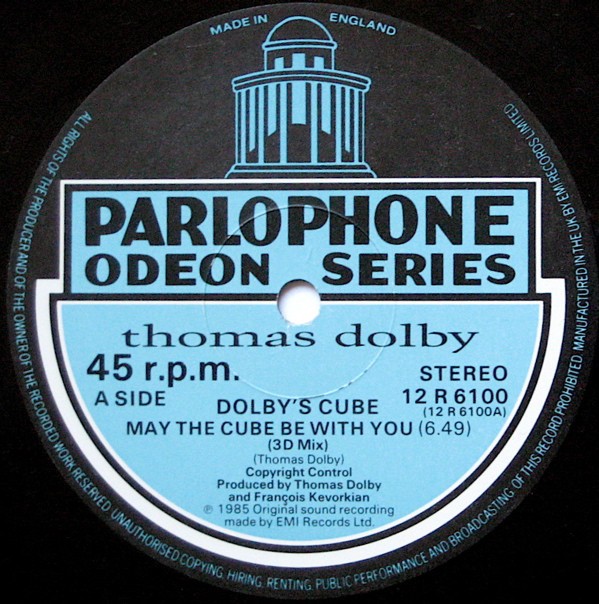 MADE IN ENGLAND
PARLOPHONE
ODEON SERIES
thomas dolby
45 r.p.m.
STEREO
A SIDE
12 R 6100
(12 R 6100A)
DOLBY'S CUBE
MAY THE CUBE BE WITH YOU (6.49)
(3D Mix)
(Thomas Dolby)
Copyright Control
Produced by Thomas Dolby
and François Kevorkian
℗ 1985 Original sound recording
made by EMI Records Ltd.
ALL RIGHTS OF THE PRODUCER AND OF THE OWNER OF THE RECORDED WORK RESERVED. UNAUTHORISED COPYING, HIRING, RENTING, PUBLIC PERFORMANCE AND BROADCASTING OF THIS RECORD PROHIBITED. MANUFACTURED IN THE UK BY EMI RECORDS LIMITED